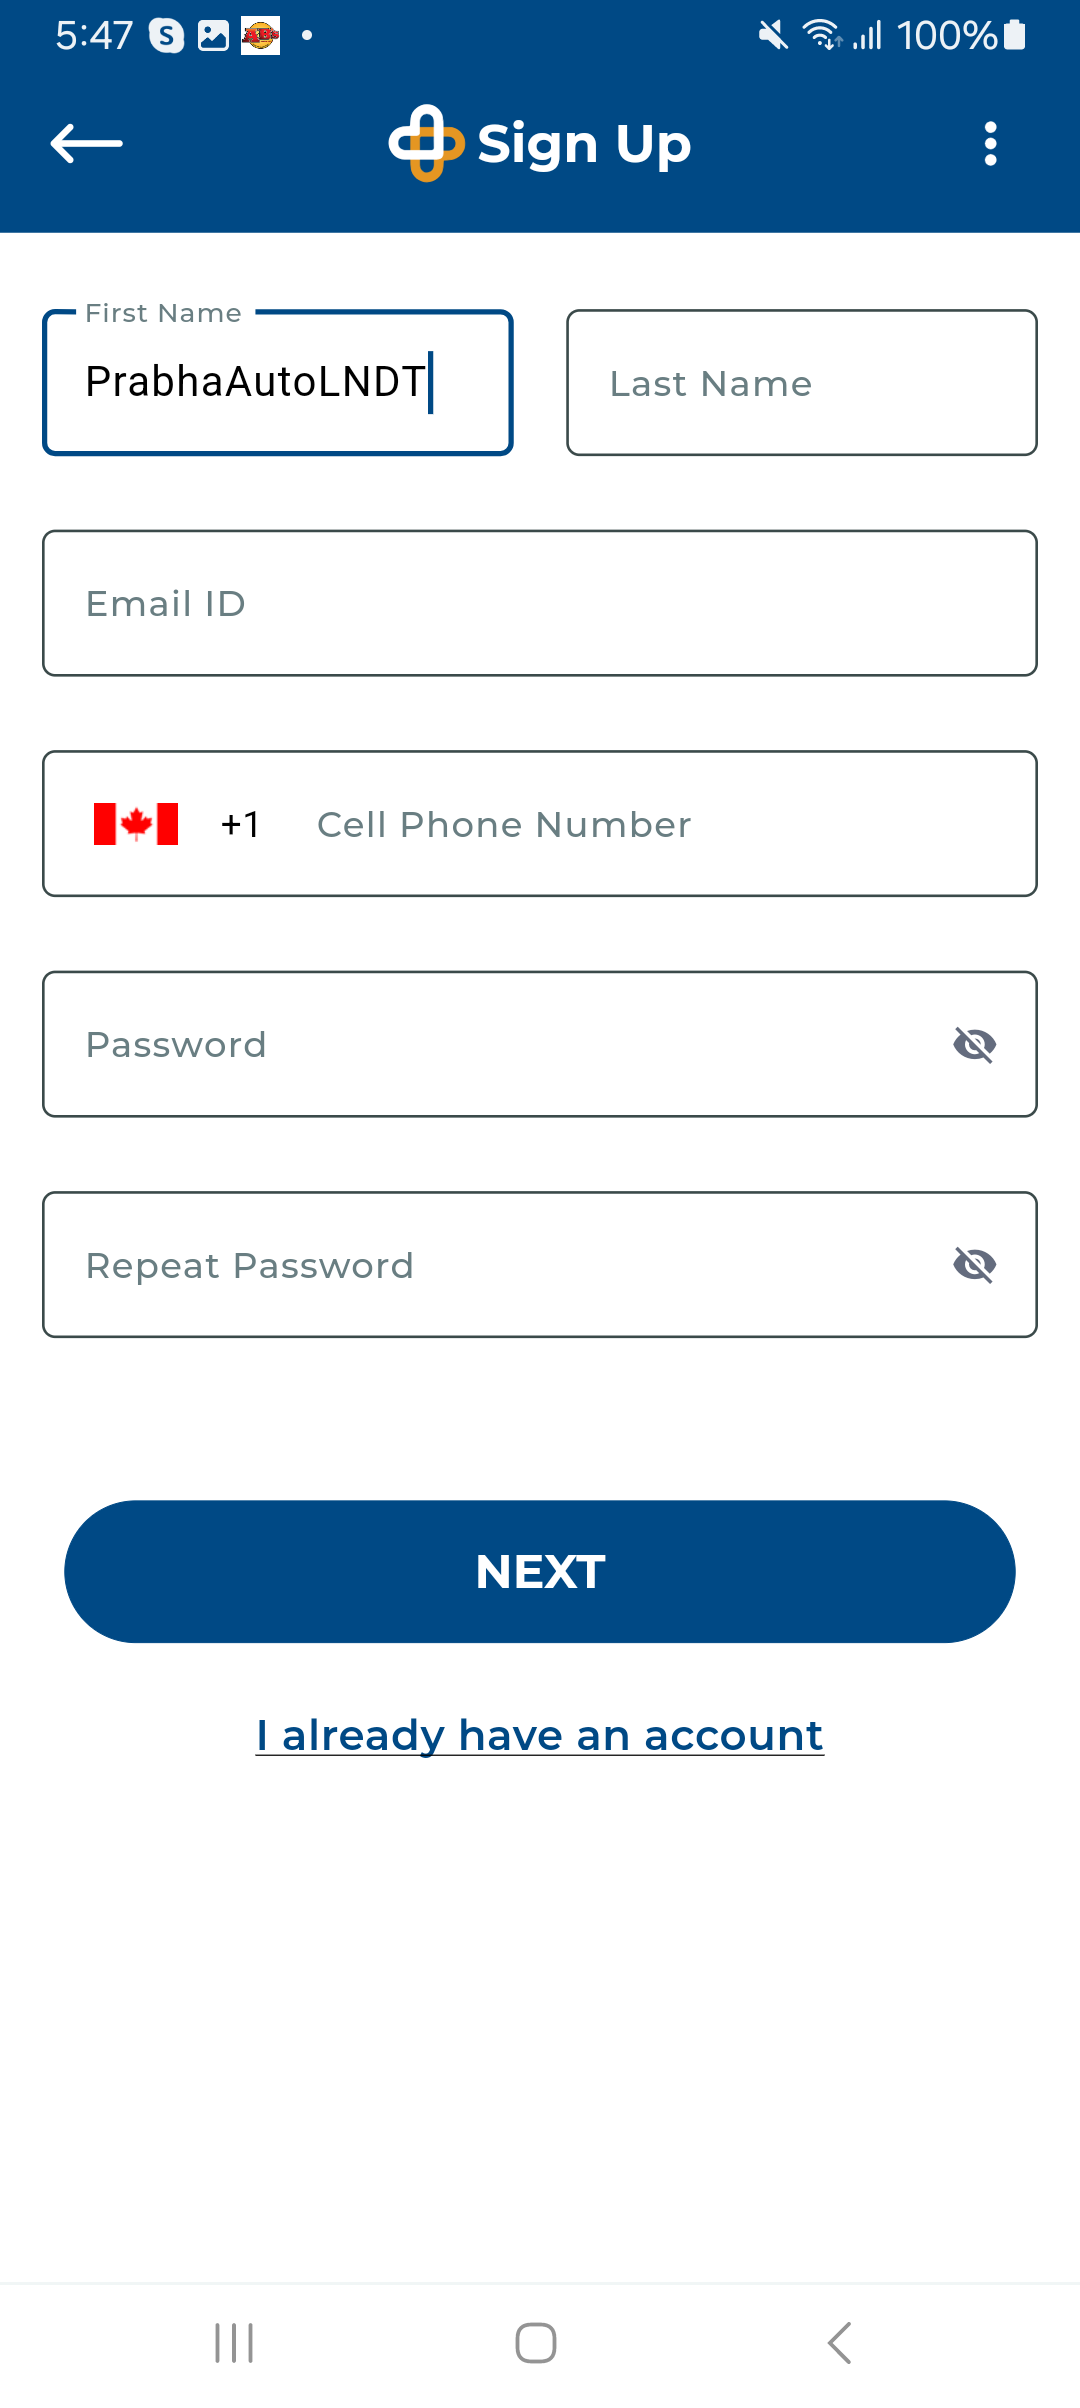 5:47 100%
Sign Up
First Name
PrabhaAutoLNDT
Last Name
Email ID
+1 Cell Phone Number
Password
Repeat Password
NEXT
I already have an account